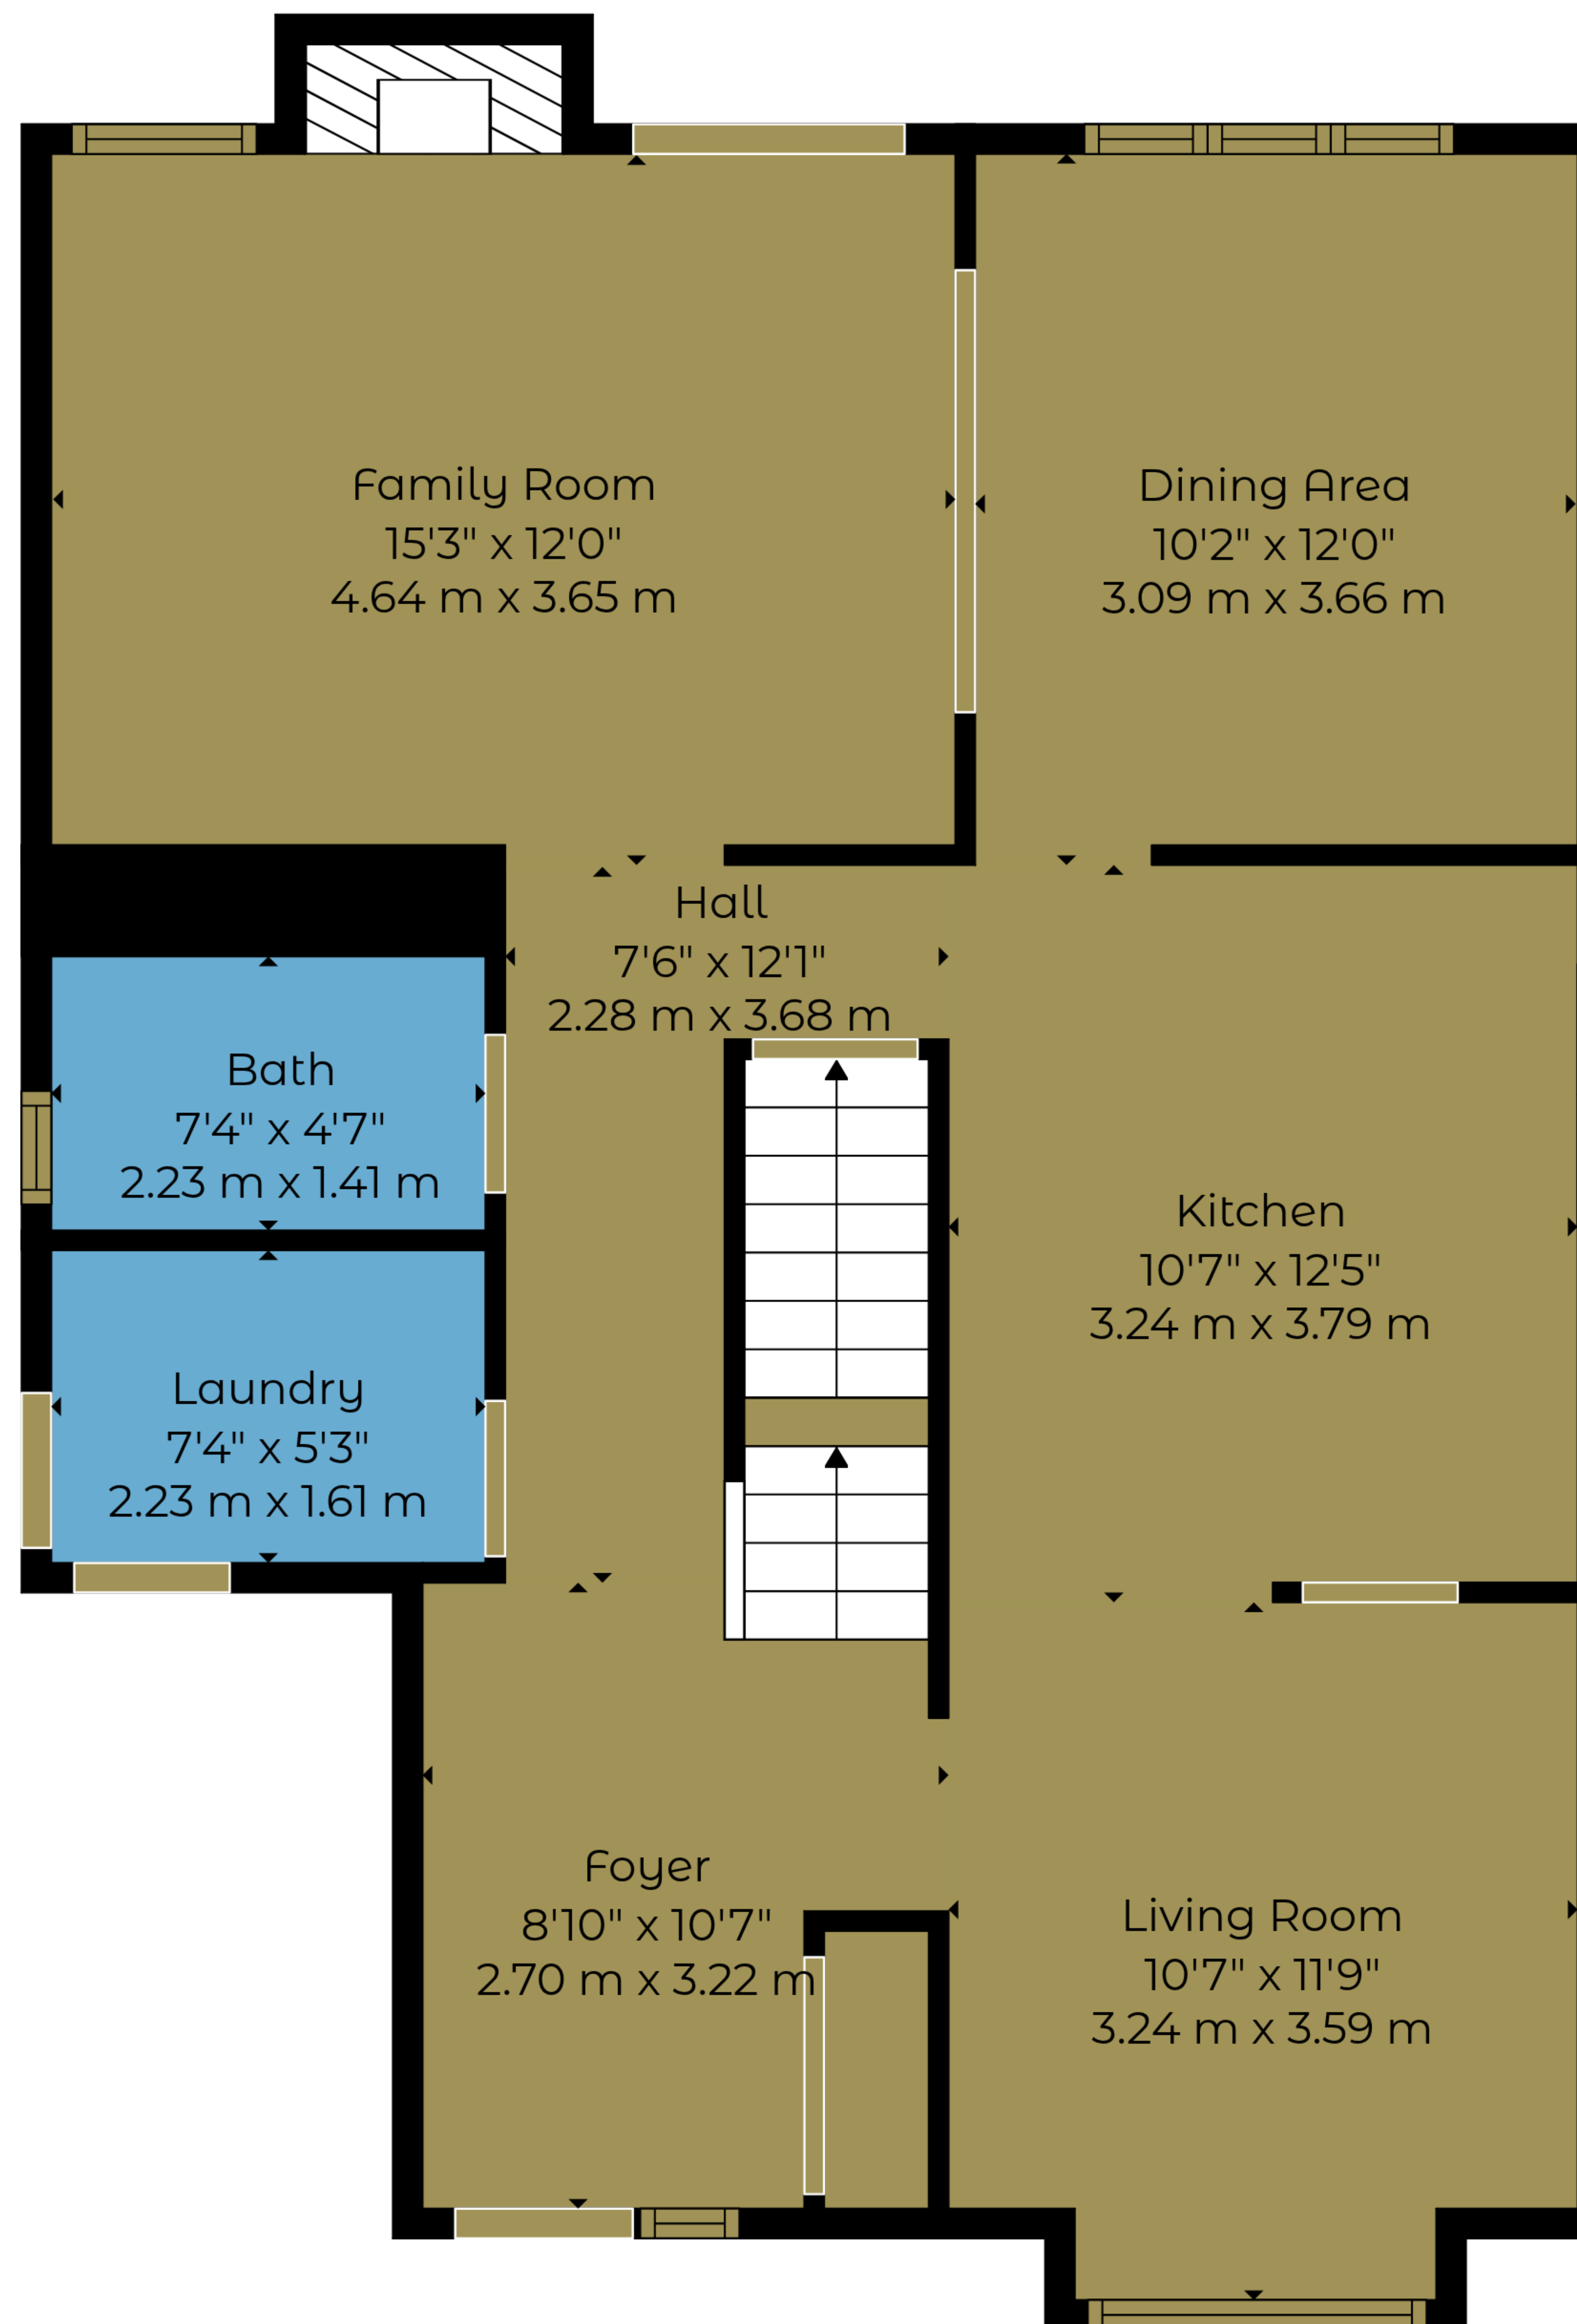 Family Room
15'3" x 12'0"
4.64 m x 3.65 m
Dining Area
10'2" x 12'0"
3.09 m x 3.66 m
Hall
7'6" x 12'1"
2.28 m x 3.68 m
Bath
7'4" x 4'7"
2.23 m x 1.41 m
Kitchen
10'7" x 12'5"
3.24 m x 3.79 m
Laundry
7'4" x 5'3"
2.23 m x 1.61 m
Foyer
8'10" x 10'7"
2.70 m x 3.22 m
Living Room
10'7" x 11'9"
3.24 m x 3.59 m